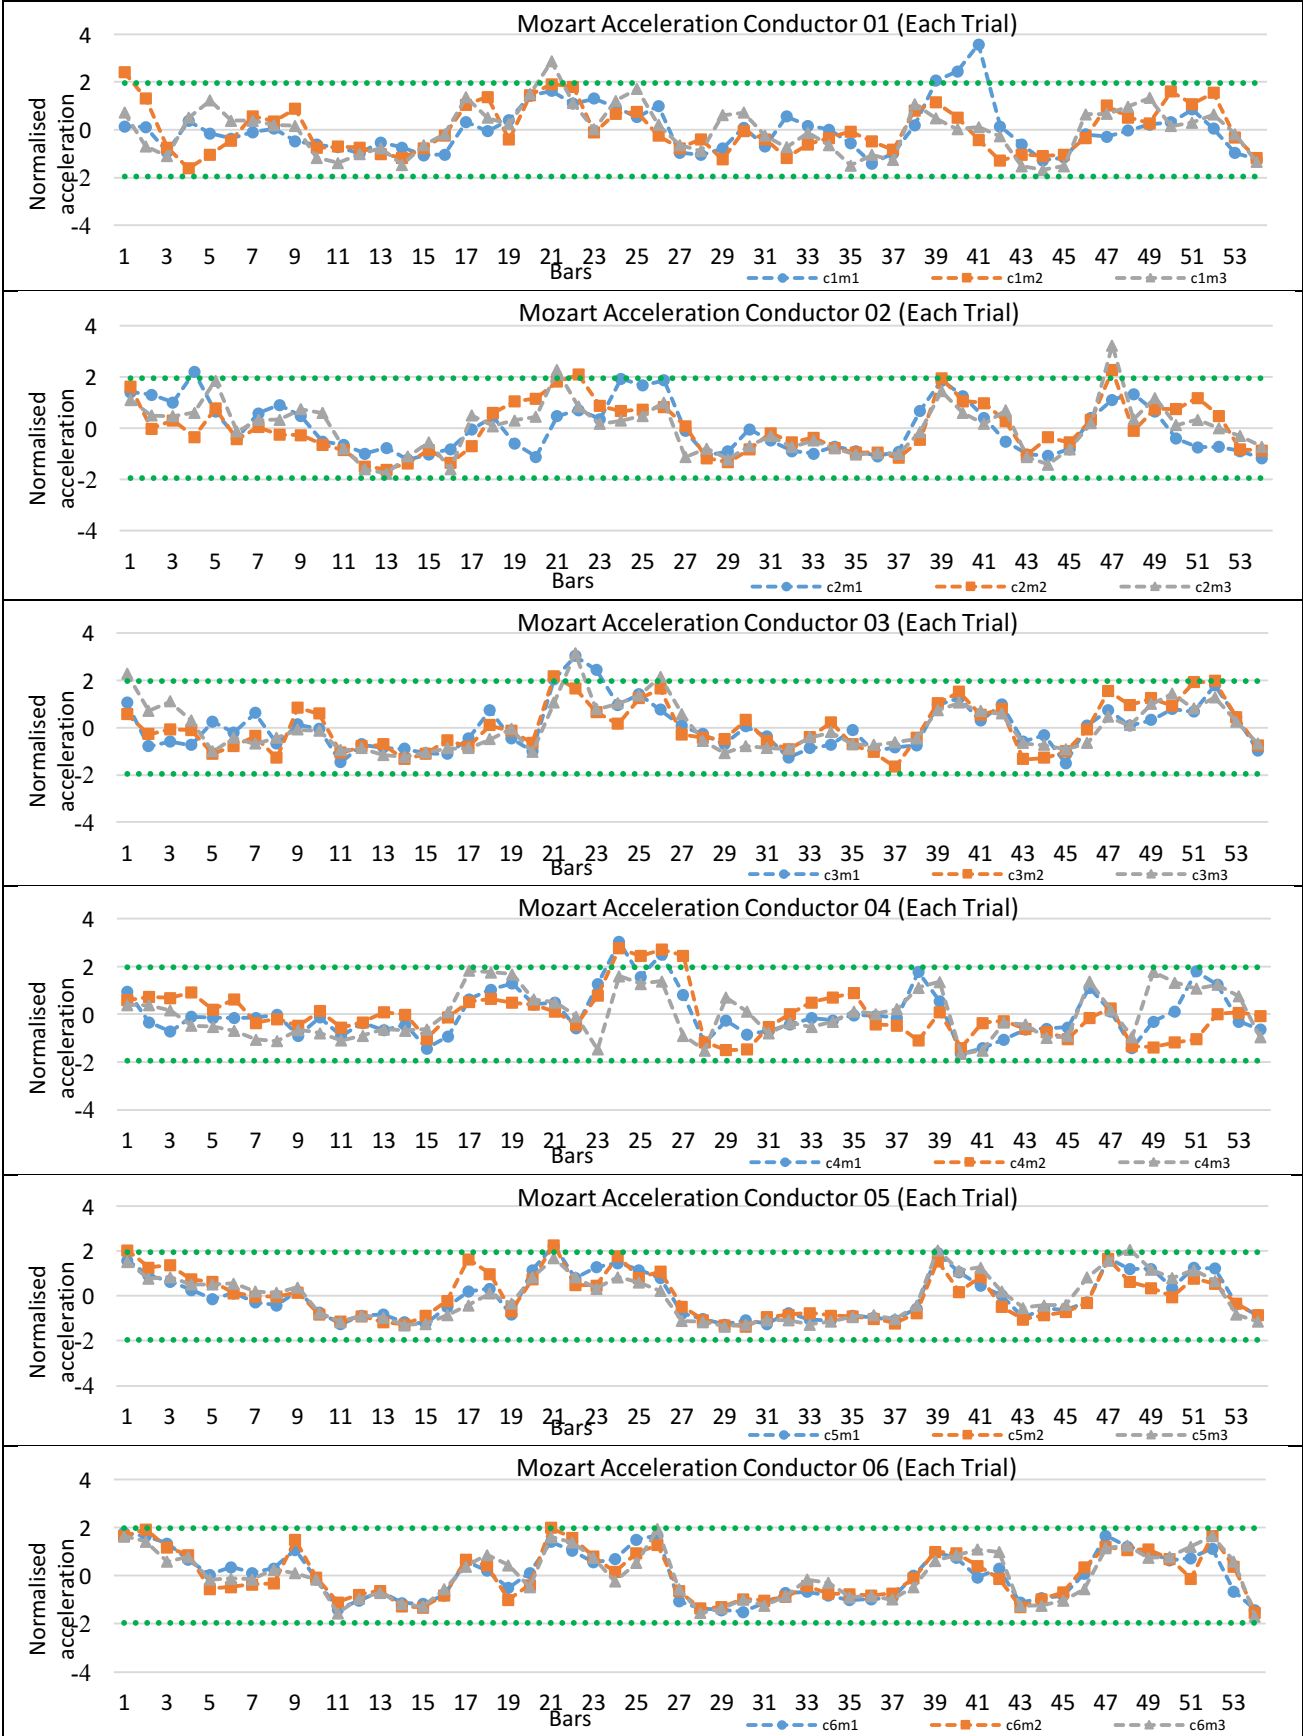 Mozart Acceleration Conductor 01 (Each Trial)
Normalised
acceleration
4
2
0
-2
-4
1 3 5 7 9 11 13 15 17 19 21 23 25 27 29 31 33 35 37 39 41 43 45 47 49 51 53
Bars
c1m1 c1m2 c1m3
Mozart Acceleration Conductor 02 (Each Trial)
Normalised
acceleration
4
2
0
-2
-4
1 3 5 7 9 11 13 15 17 19 21 23 25 27 29 31 33 35 37 39 41 43 45 47 49 51 53
Bars
c2m1 c2m2 c2m3
Mozart Acceleration Conductor 03 (Each Trial)
Normalised
acceleration
4
2
0
-2
-4
1 3 5 7 9 11 13 15 17 19 21 23 25 27 29 31 33 35 37 39 41 43 45 47 49 51 53
Bars
c3m1 c3m2 c3m3
Mozart Acceleration Conductor 04 (Each Trial)
Normalised
acceleration
4
2
0
-2
-4
1 3 5 7 9 11 13 15 17 19 21 23 25 27 29 31 33 35 37 39 41 43 45 47 49 51 53
Bars
c4m1 c4m2 c4m3
Mozart Acceleration Conductor 05 (Each Trial)
Normalised
acceleration
4
2
0
-2
-4
1 3 5 7 9 11 13 15 17 19 21 23 25 27 29 31 33 35 37 39 41 43 45 47 49 51 53
Bars
c5m1 c5m2 c5m3
Mozart Acceleration Conductor 06 (Each Trial)
Normalised
acceleration
4
2
0
-2
-4
1 3 5 7 9 11 13 15 17 19 21 23 25 27 29 31 33 35 37 39 41 43 45 47 49 51 53
Bars
c6m1 c6m2 c6m3